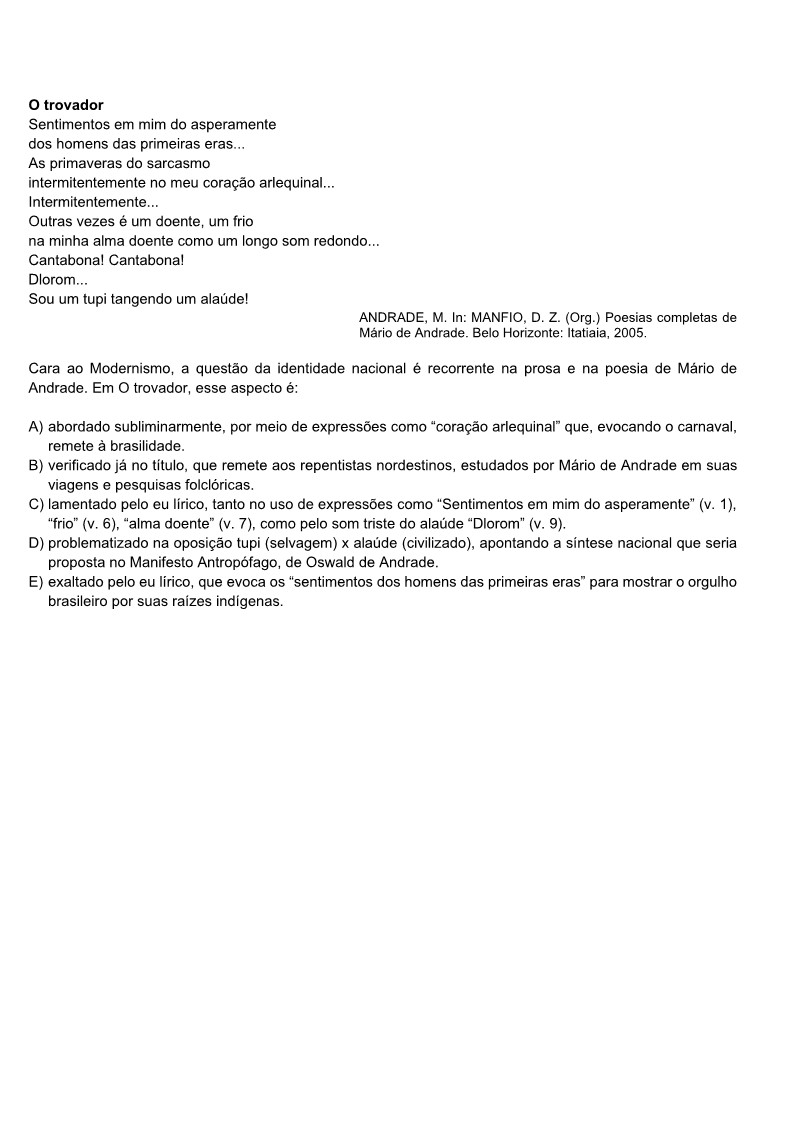 O trovador
Sentimentos em mim do asperamente
dos homens das primeiras eras...
As primaveras do sarcasmo
intermitentemente no meu coração arlequinal...
Intermitentemente...
Outras vezes é um doente, um frio
na minha alma doente como um longo som redondo...
Cantabona! Cantabona!
Dlorom...
Sou um tupi tangendo um alaúde!
ANDRADE, M. In: MANFIO, D. Z. (Org.) Poesias completas de
Mário de Andrade. Belo Horizonte: Itatiaia, 2005.
Cara ao Modernismo, a questão da identidade nacional é recorrente na prosa e na poesia de Mário de
Andrade. Em O trovador, esse aspecto é:
A) abordado subliminarmente, por meio de expressões como “coração arlequinal” que, evocando o carnaval,
remete à brasilidade.
B) verificado já no título, que remete aos repentistas nordestinos, estudados por Mário de Andrade em suas
viagens e pesquisas folclóricas.
C) lamentado pelo eu lírico, tanto no uso de expressões como “Sentimentos em mim do asperamente” (v. 1),
“frio” (v. 6), “alma doente” (v. 7), como pelo som triste do alaúde “Dlorom” (v. 9).
D) problematizado na oposição tupi (selvagem) x alaúde (civilizado), apontando a síntese nacional que seria
proposta no Manifesto Antropófago, de Oswald de Andrade.
E) exaltado pelo eu lírico, que evoca os “sentimentos dos homens das primeiras eras” para mostrar o orgulho
brasileiro por suas raízes indígenas.